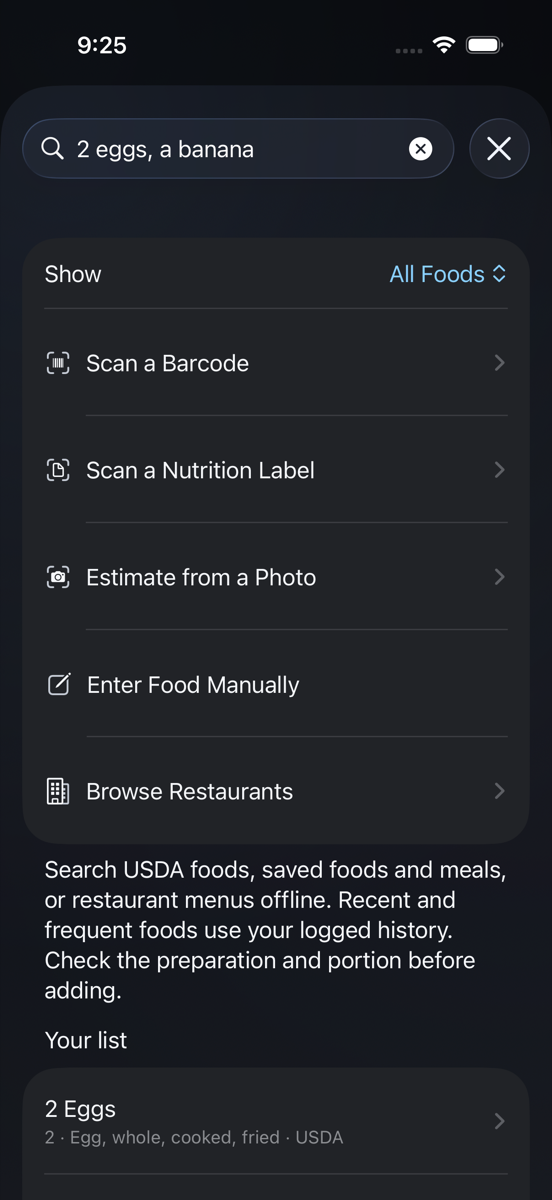 9:25
2 eggs, a banana
Show
All Foods
Scan a Barcode
Scan a Nutrition Label
Estimate from a Photo
Enter Food Manually
Browse Restaurants
Search USDA foods, saved foods and meals,
or restaurant menus offline. Recent and
frequent foods use your logged history.
Check the preparation and portion before
adding.
Your list
2 Eggs
2 · Egg, whole, cooked, fried · USDA